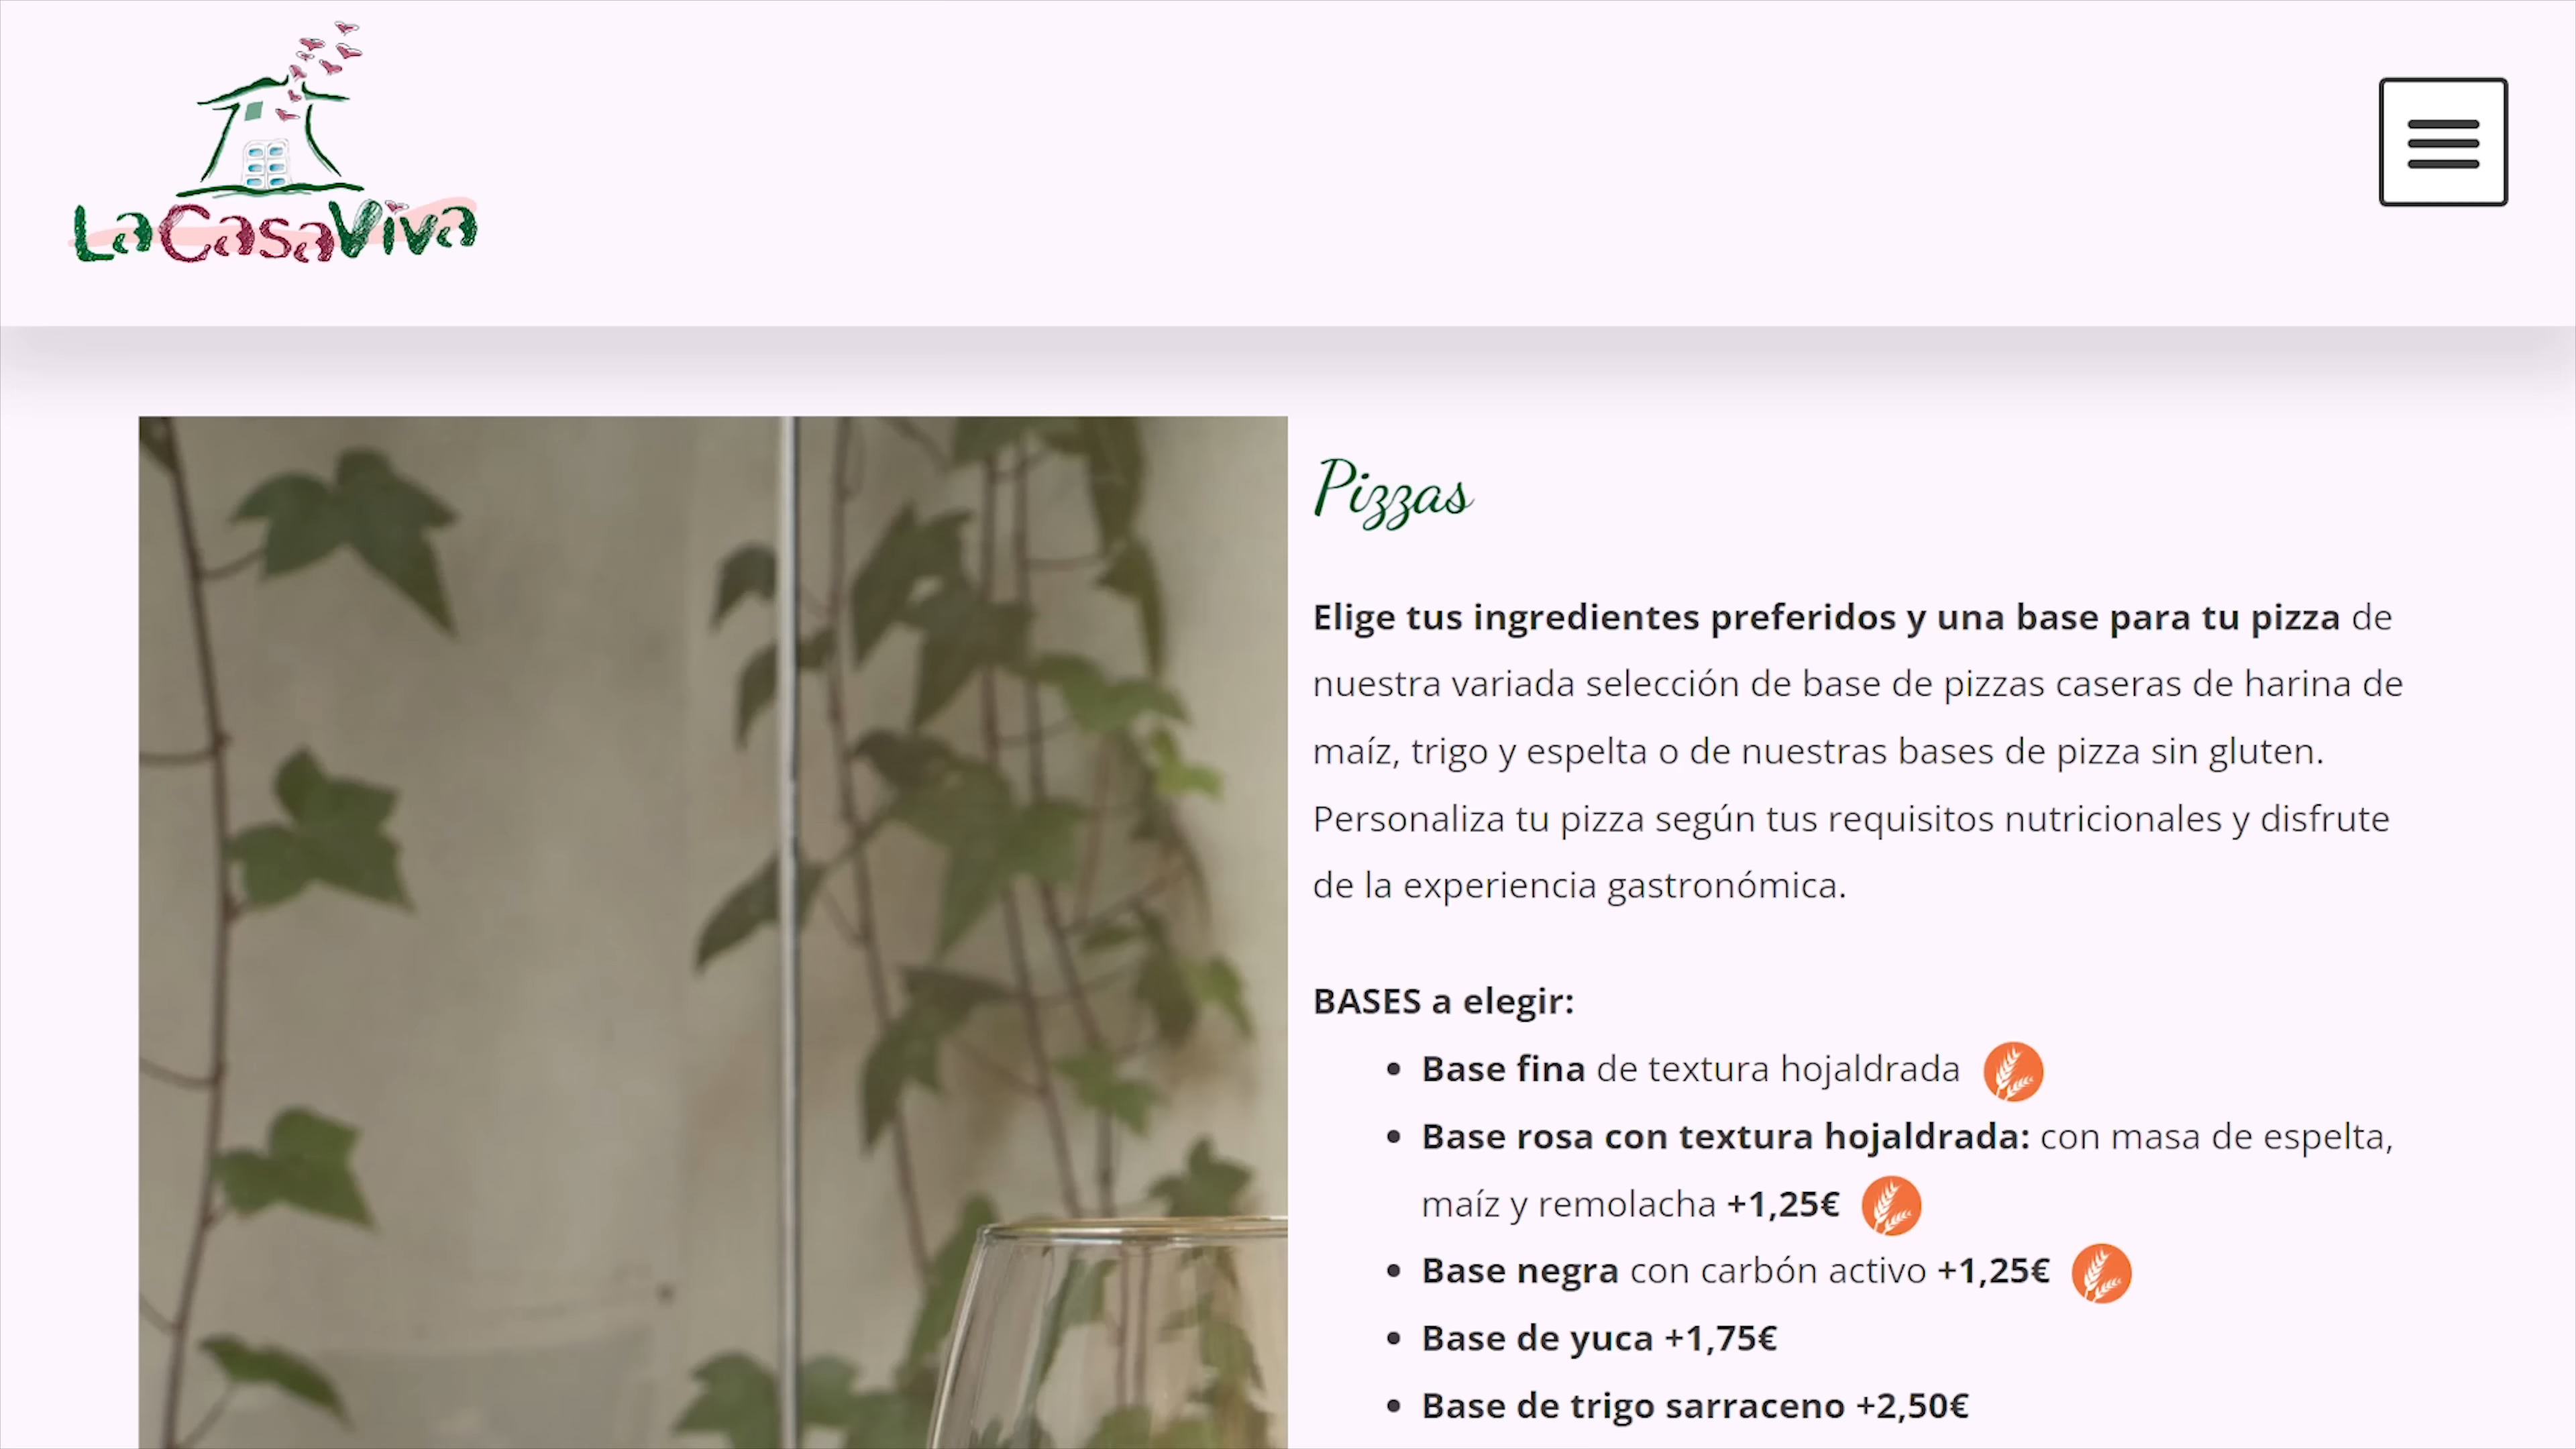 LaCasaViva
Pizzas
Elige tus ingredientes preferidos y una base para tu pizza de
nuestra variada selección de base de pizzas caseras de harina de
maíz, trigo y espelta o de nuestras bases de pizza sin gluten.
Personaliza tu pizza según tus requisitos nutricionales y disfrute
de la experiencia gastronómica.
BASES a elegir:
Base fina de textura hojaldrada
Base rosa con textura hojaldrada: con masa de espelta,
maíz y remolacha +1,25€
Base negra con carbón activo +1,25€
Base de yuca +1,75€
Base de trigo sarraceno +2,50€